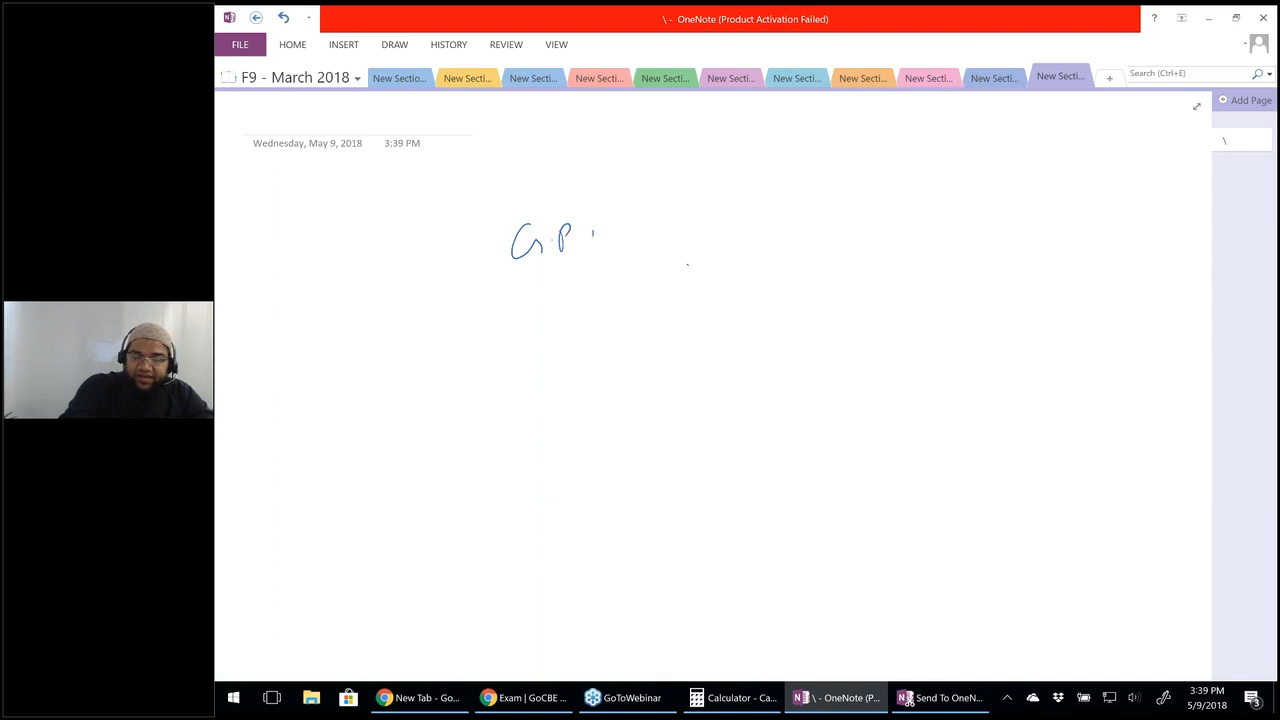 \ - OneNote (Product Activation Failed)
?
FILE HOME INSERT DRAW HISTORY REVIEW VIEW
F9 - March 2018
New Sectio... New Secti... New Secti... New Secti... New Secti... New Secti... New Secti... New Secti... New Secti... New Secti... New Secti... +
Search (Ctrl+E)
Add Page
\
Wednesday, May 9, 2018 3:39 PM
G.P
New Tab - Go... Exam | GoCBE ... GoToWebinar Calculator - Ca... \ - OneNote (P... Send To OneN...
3:39 PM
5/9/2018
3